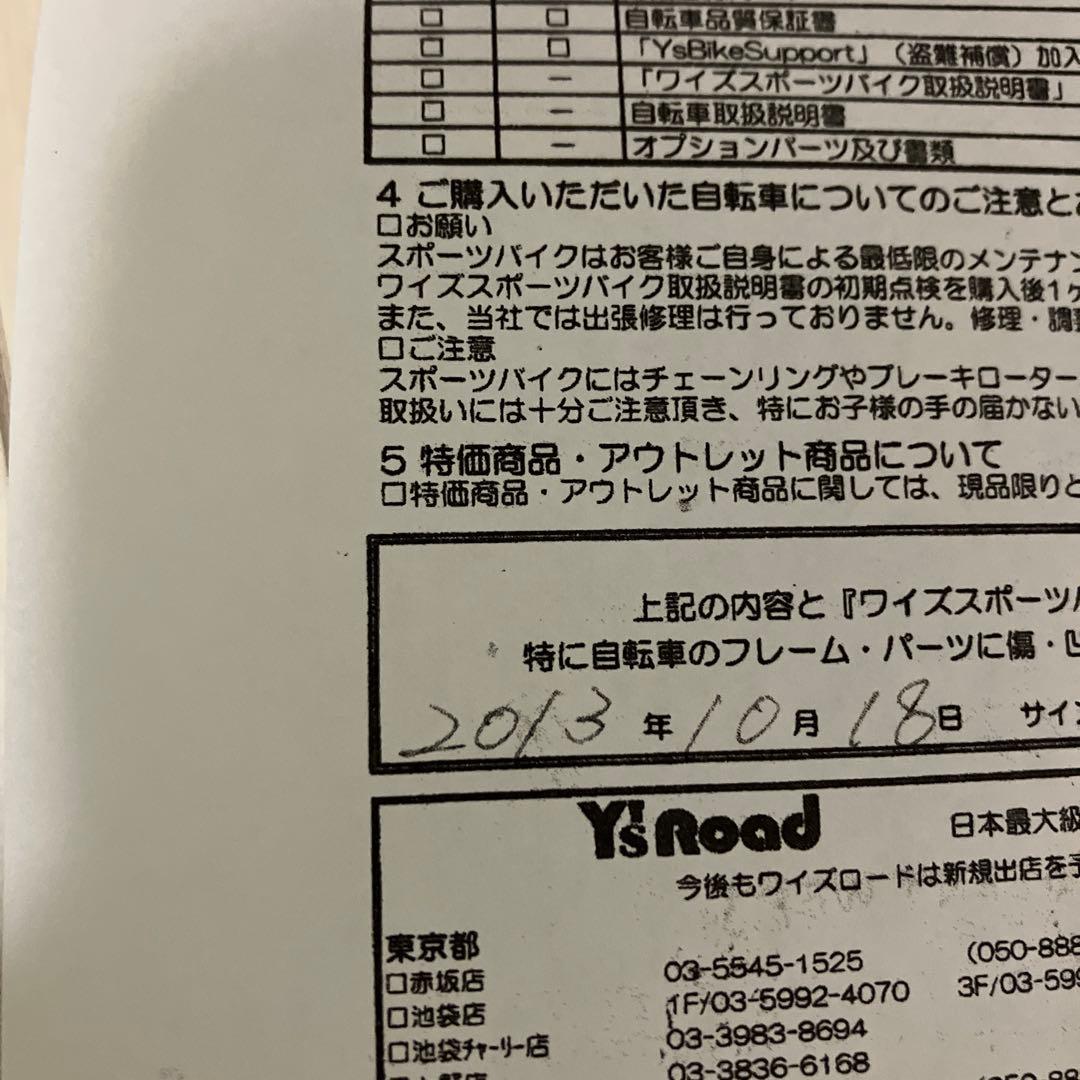 □ □ 自転車品質保証書
□ □ 「YsBikeSupport」（盗難補償）加入
□ － 「ワイズスポーツバイク取扱説明書」
□ － 自転車取扱説明書
□ － オプションパーツ及び書類
4 ご購入いただいた自転車についてのご注意と
□お願い
スポーツバイクはお客様ご自身による最低限のメンテナン
ワイズスポーツバイク取扱説明書の初期点検を購入後1ヶ
また、当社では出張修理は行っておりません。修理・調整
□ご注意
スポーツバイクにはチェーンリングやブレーキローター
取扱いには十分ご注意頂き、特にお子様の手の届かない
5 特価商品・アウトレット商品について
□特価商品・アウトレット商品に関しては、現品限りと
上記の内容と『ワイズスポーツバ
特に自転車のフレーム・パーツに傷・凹
2013 年 10 月 18日 サイン
Y'sRoad 日本最大級
今後もワイズロードは新規出店を予
東京都
□赤坂店 03-5545-1525 (050-888
□池袋店 1F/03-5992-4070 3F/03-599
□池袋チャーリー店 03-3983-8694
03-3836-6168